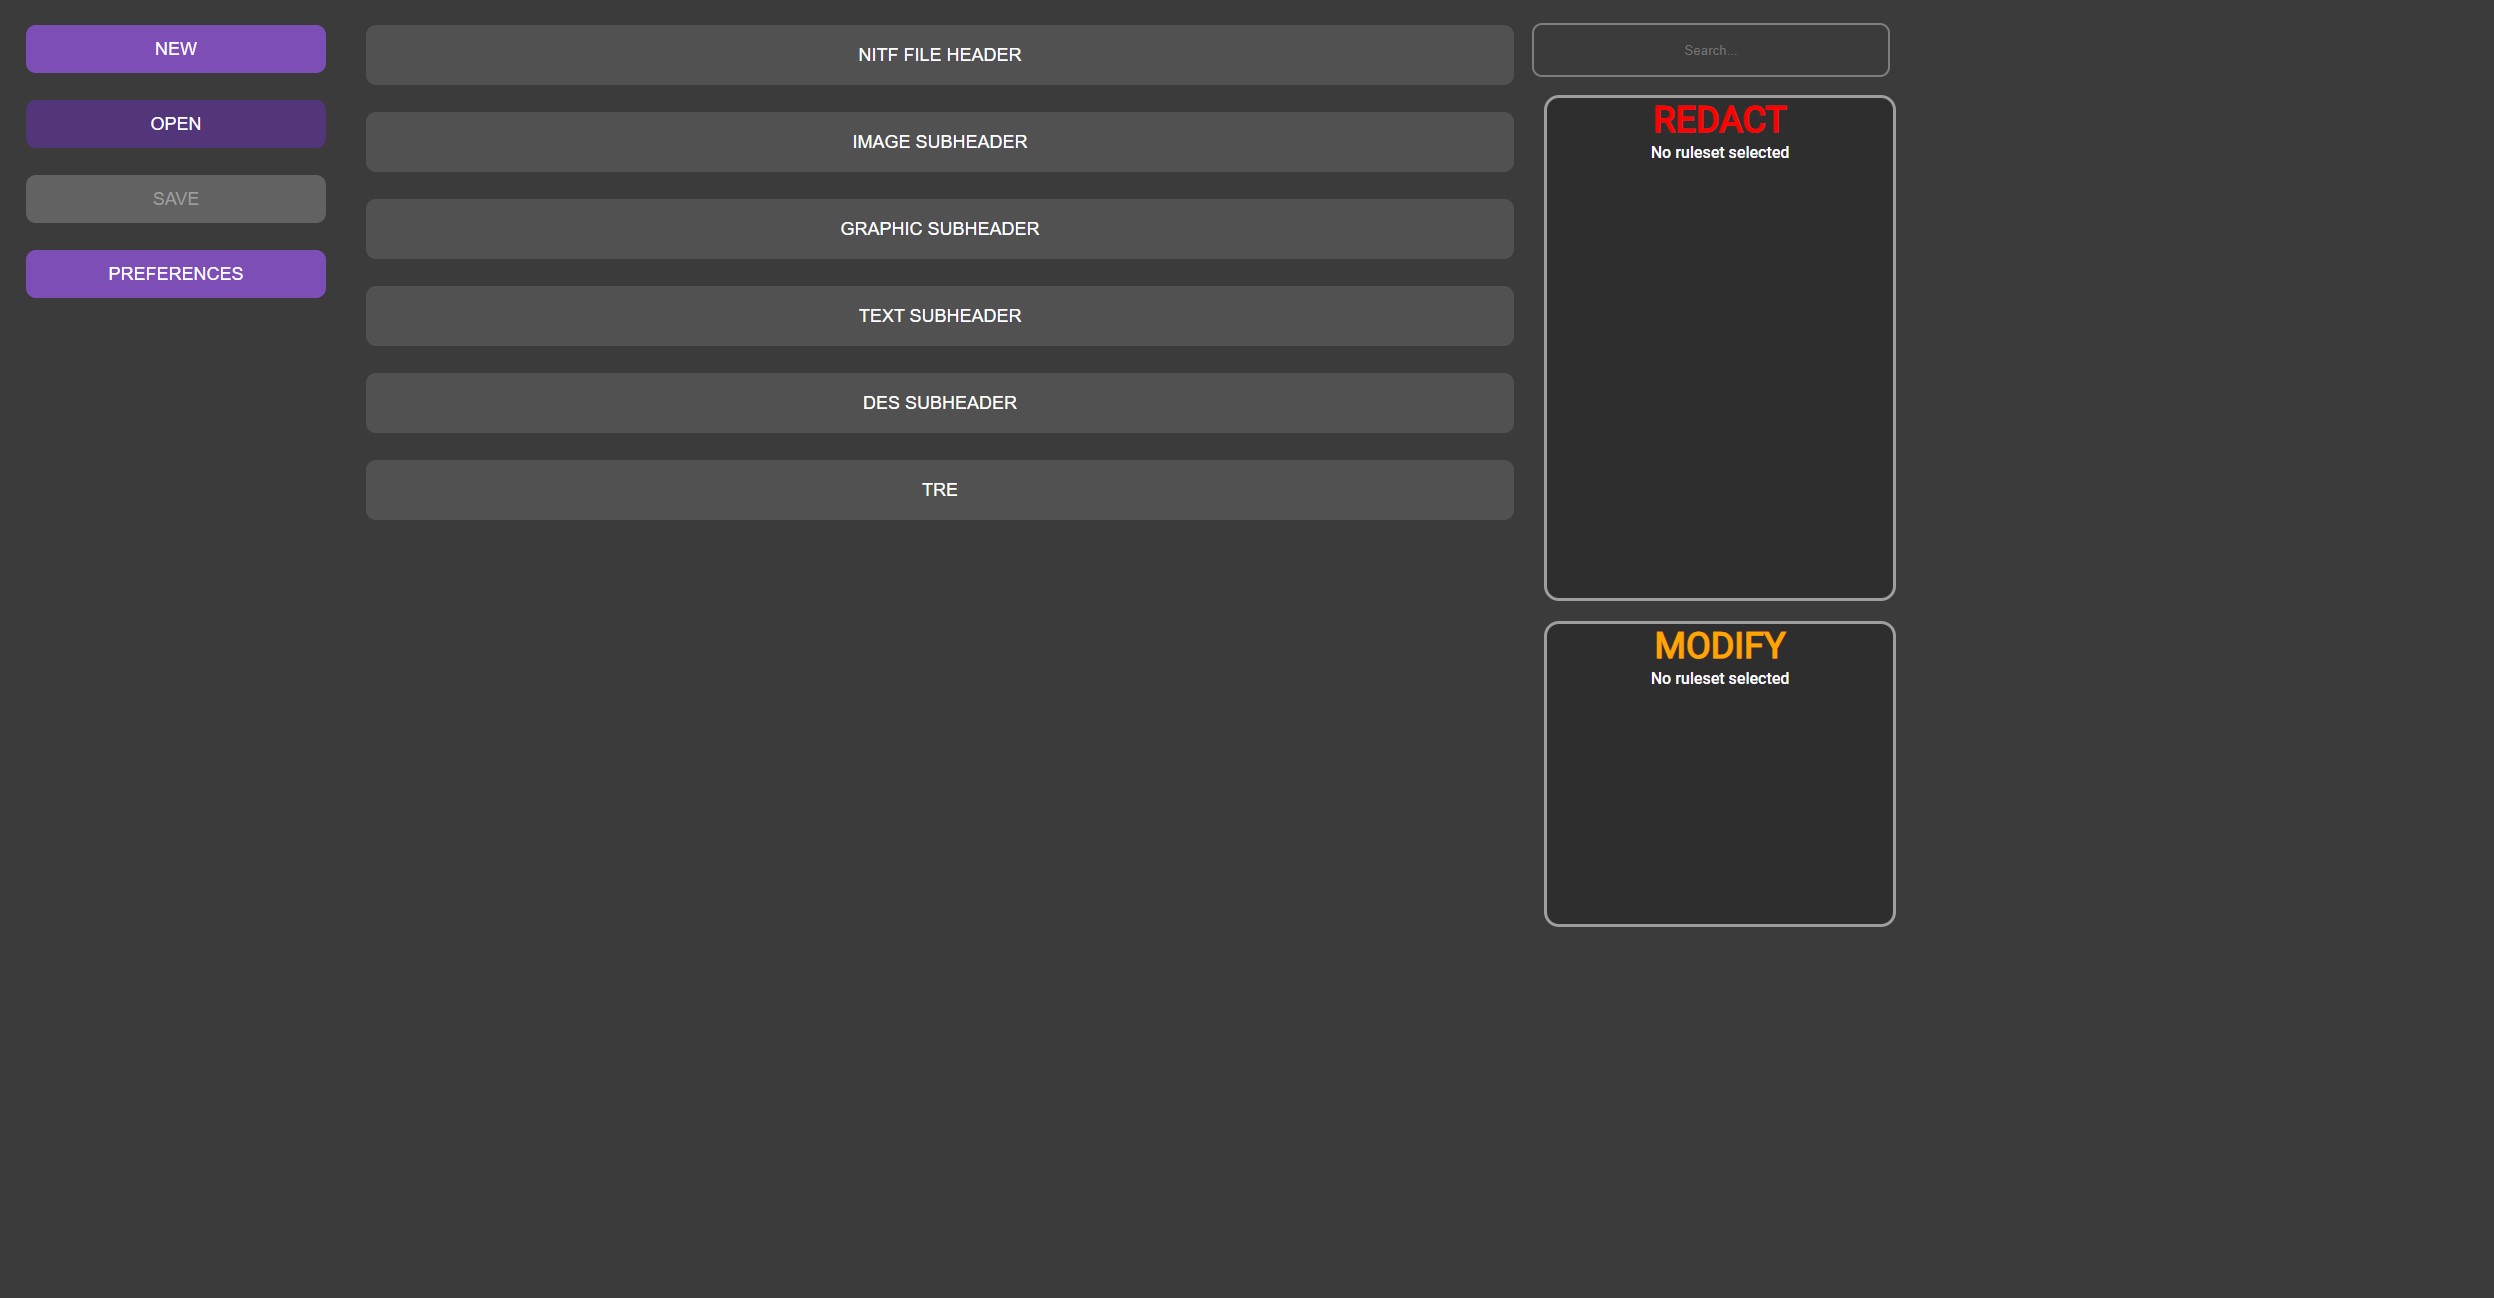 NEW
OPEN
SAVE
PREFERENCES
NITF FILE HEADER
IMAGE SUBHEADER
GRAPHIC SUBHEADER
TEXT SUBHEADER
DES SUBHEADER
TRE
Search...
REDACT
No ruleset selected
MODIFY
No ruleset selected